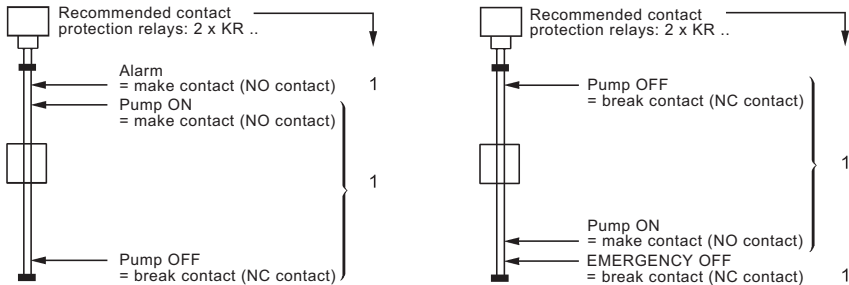 Recommended contact
protection relays: 2 x KR ..
Alarm
= make contact (NO contact) 1
Pump ON
= make contact (NO contact)
1
Pump OFF
= break contact (NC contact)
Recommended contact
protection relays: 2 x KR ..
1
Pump OFF
= break contact (NC contact)
1
Pump ON
= make contact (NO contact)
EMERGENCY OFF
= break contact (NC contact) 1